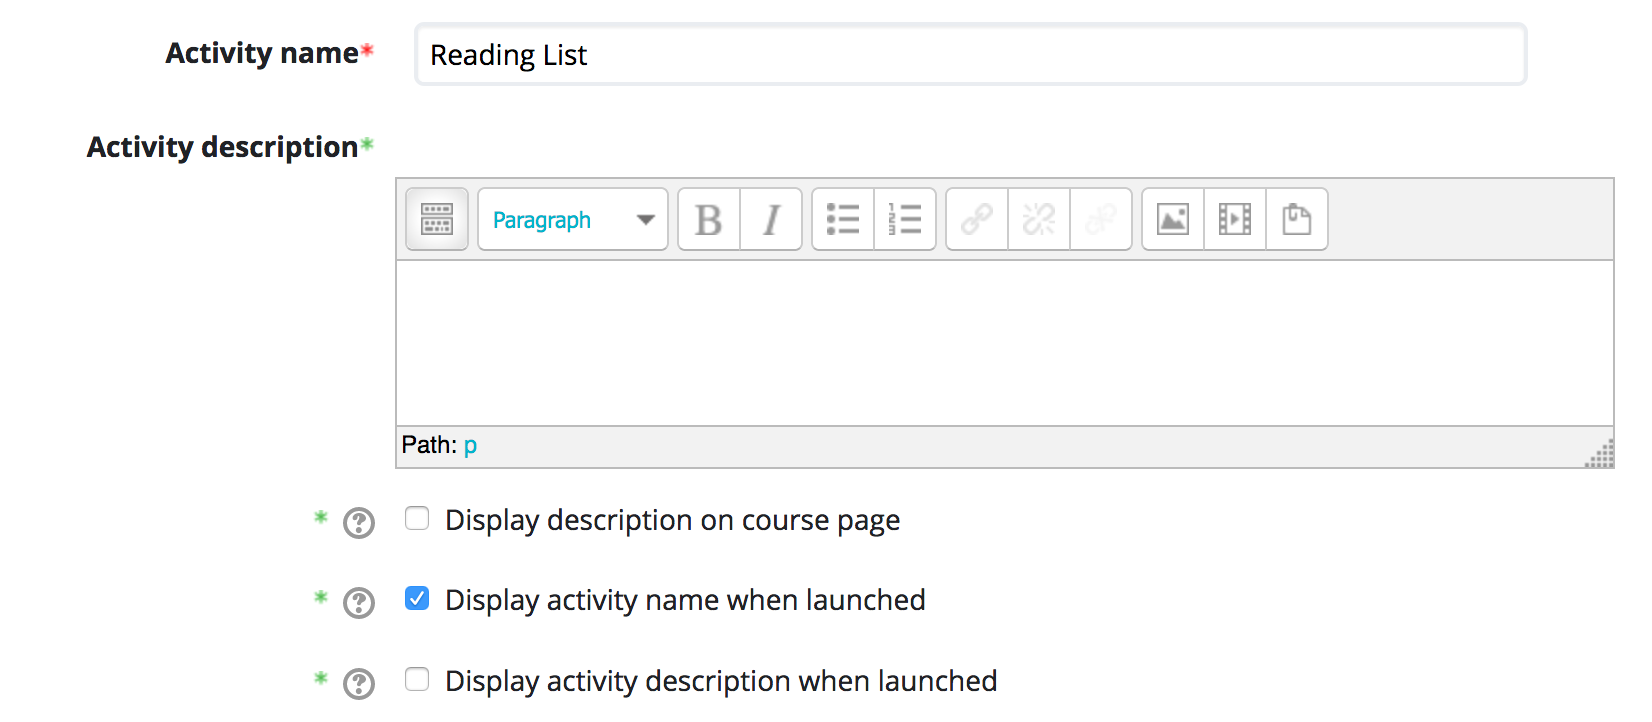 Activity name* Reading List
Activity description*
Paragraph B I
Path: p
* ? Display description on course page
* ? Display activity name when launched
* ? Display activity description when launched